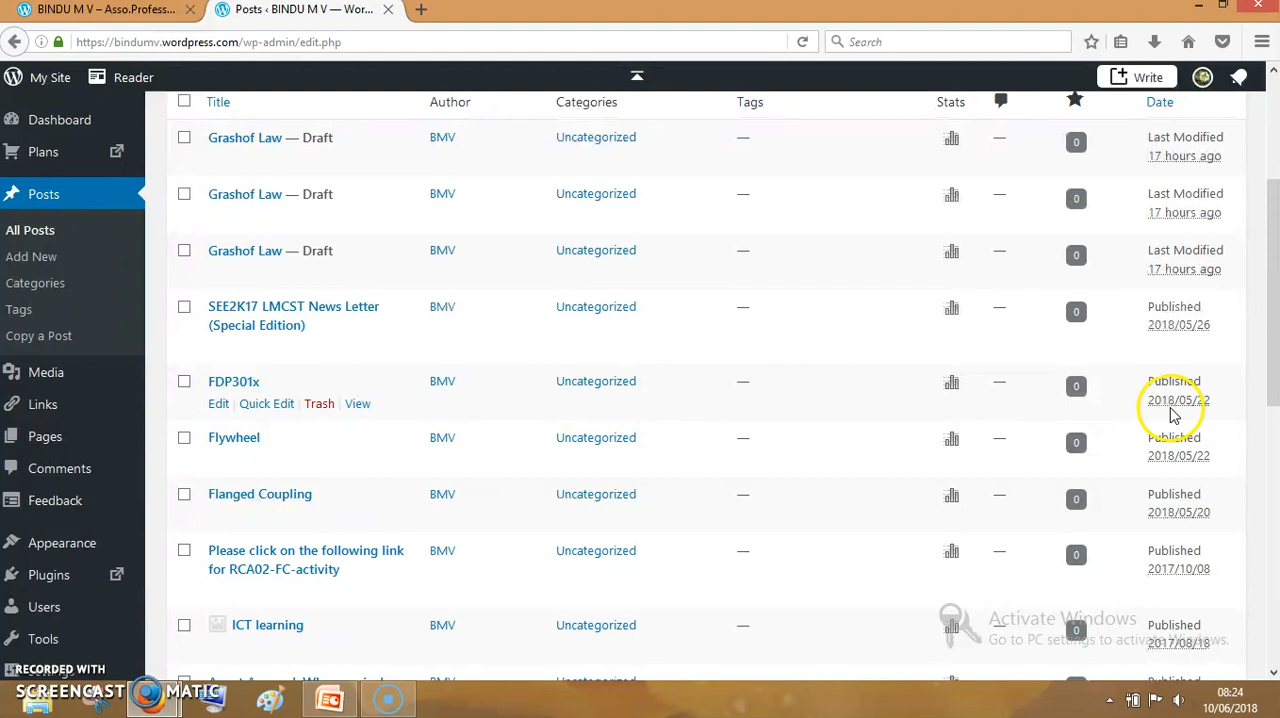 BINDU M V – Asso.Profess...
Posts ‹ BINDU M V — Wor...
https://bindumv.wordpress.com/wp-admin/edit.php
Search
My Site
Reader
Write
Dashboard
Plans
Posts
All Posts
Add New
Categories
Tags
Copy a Post
Media
Links
Pages
Comments
Feedback
Appearance
Plugins
Users
Tools
Title Author Categories Tags Stats Date
Grashof Law — Draft BMV Uncategorized — — 0 Last Modified
17 hours ago
Grashof Law — Draft BMV Uncategorized — — 0 Last Modified
17 hours ago
Grashof Law — Draft BMV Uncategorized — — 0 Last Modified
17 hours ago
SEE2K17 LMCST News Letter BMV Uncategorized — — 0 Published
(Special Edition) 2018/05/26
FDP301x BMV Uncategorized — — 0 Published
Edit | Quick Edit | Trash | View 2018/05/22
Flywheel BMV Uncategorized — — 0 Published
2018/05/22
Flanged Coupling BMV Uncategorized — — 0 Published
2018/05/20
Please click on the following link BMV Uncategorized — — 0 Published
for RCA02-FC-activity 2017/10/08
ICT learning BMV Uncategorized — — 0 Published
2017/08/19
Activate Windows
Go to PC settings to activate Windows.
RECORDED WITH
SCREENCAST MATIC
08:24
10/06/2018